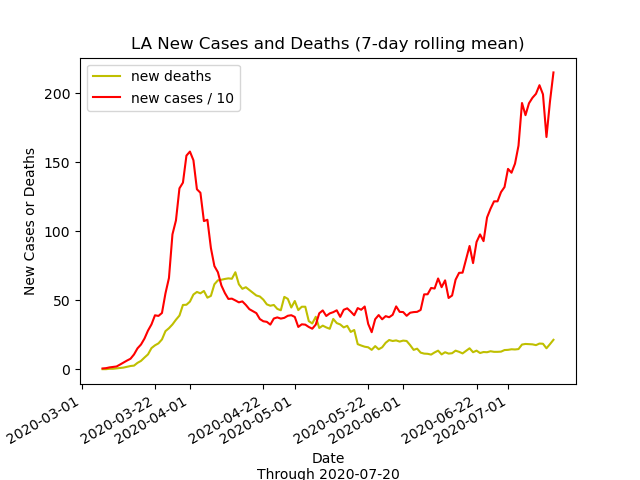 LA New Cases and Deaths (7-day rolling mean)
new deaths
new cases / 10
New Cases or Deaths
200
150
100
50
0
2020-03-01
2020-03-22
2020-04-01
2020-04-22
2020-05-01
2020-05-22
2020-06-01
2020-06-22
2020-07-01
Date
Through 2020-07-20